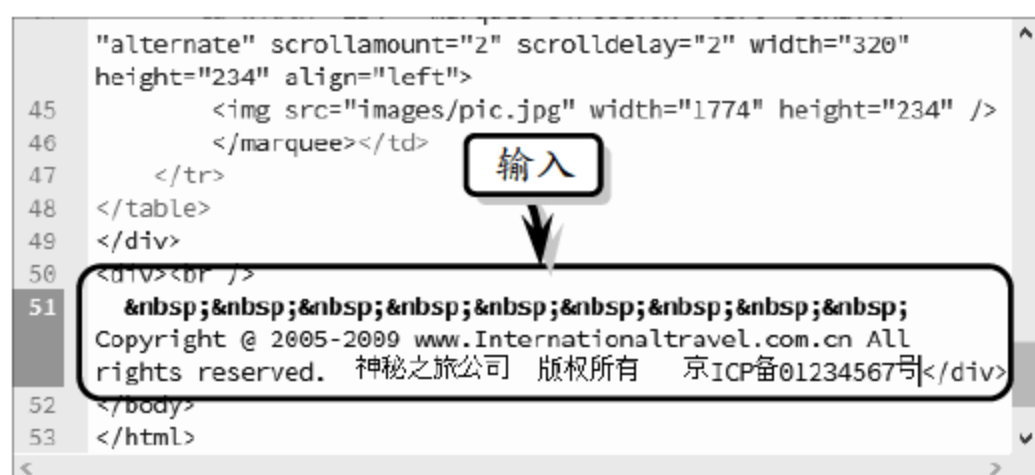 "alternate" scrollamount="2" scrolldelay="2" width="320"
height="234" align="left">
45 <img src="images/pic.jpg" width="1774" height="234" />
46 </marquee></td>
输入
47 </tr>
48 </table>
49 </div>
50 <div><br />
51 &nbsp;&nbsp;&nbsp;&nbsp;&nbsp;&nbsp;&nbsp;&nbsp;&nbsp;
Copyright @ 2005-2009 www.Internationaltravel.com.cn All
rights reserved. 神秘之旅公司 版权所有 京ICP备01234567号</div>
52 </body>
53 </html>